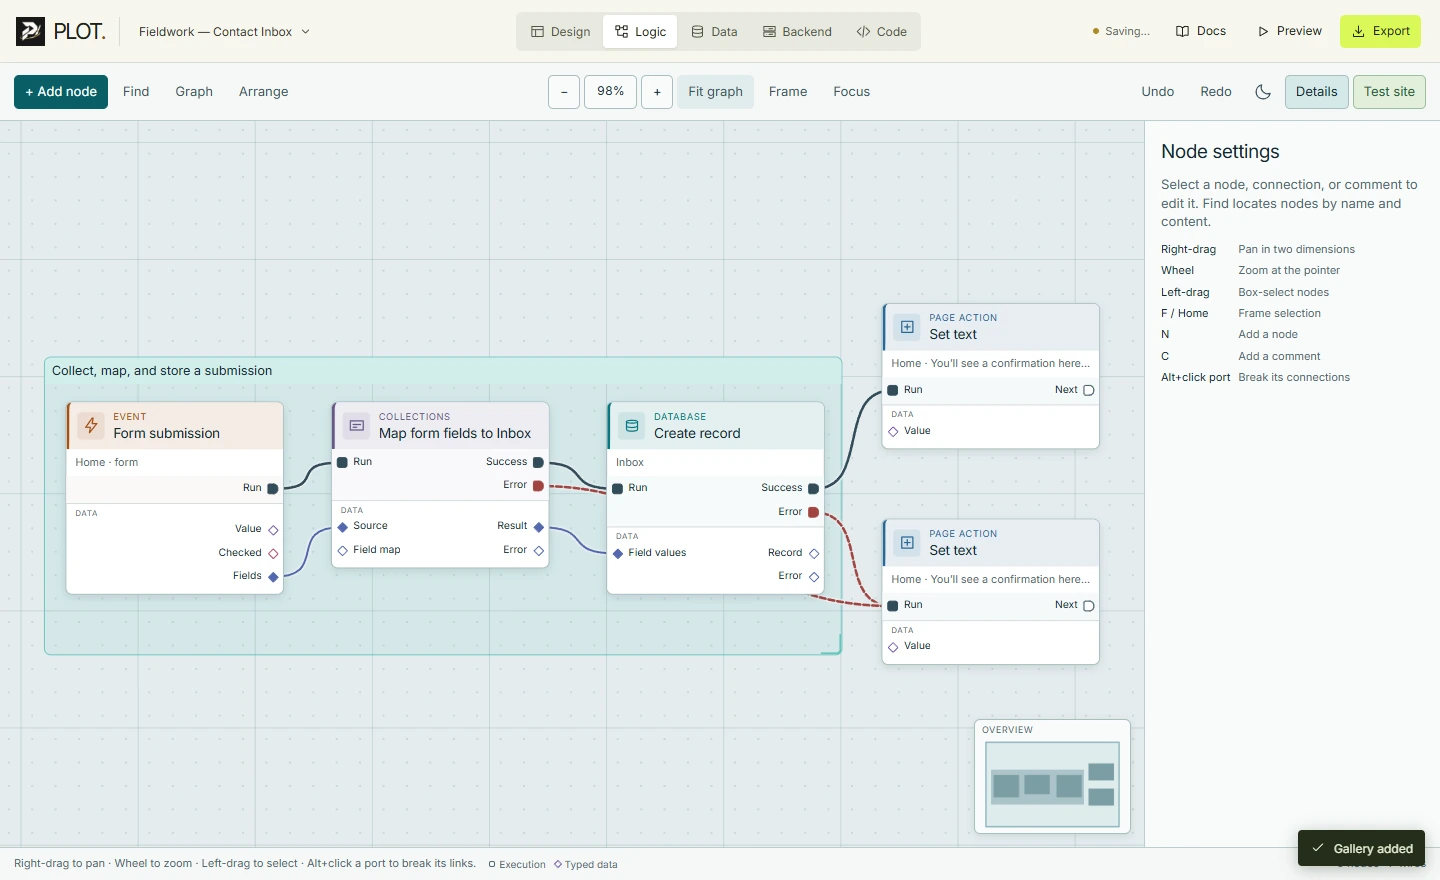 PLOT.
Fieldwork — Contact Inbox
Design
Logic
Data
Backend
Code
Saving...
Docs
Preview
Export
+ Add node
Find
Graph
Arrange
−
98%
+
Fit graph
Frame
Focus
Undo
Redo
Details
Test site
Collect, map, and store a submission
EVENT
Form submission
Home · form
Run
DATA
Value
Checked
Fields
COLLECTIONS
Map form fields to Inbox
Run
Success
Error
DATA
Source
Result
Field map
Error
DATABASE
Create record
Inbox
Run
Success
Error
DATA
Field values
Record
Error
PAGE ACTION
Set text
Home · You'll see a confirmation here...
Run
Next
DATA
Value
PAGE ACTION
Set text
Home · You'll see a confirmation here...
Run
Next
DATA
Value
OVERVIEW
Node settings
Select a node, connection, or comment to
edit it. Find locates nodes by name and
content.
Right-drag Pan in two dimensions
Wheel Zoom at the pointer
Left-drag Box-select nodes
F / Home Frame selection
N Add a node
C Add a comment
Alt+click port Break its connections
Right-drag to pan · Wheel to zoom · Left-drag to select · Alt+click a port to break its links.
Execution
Typed data
Gallery added